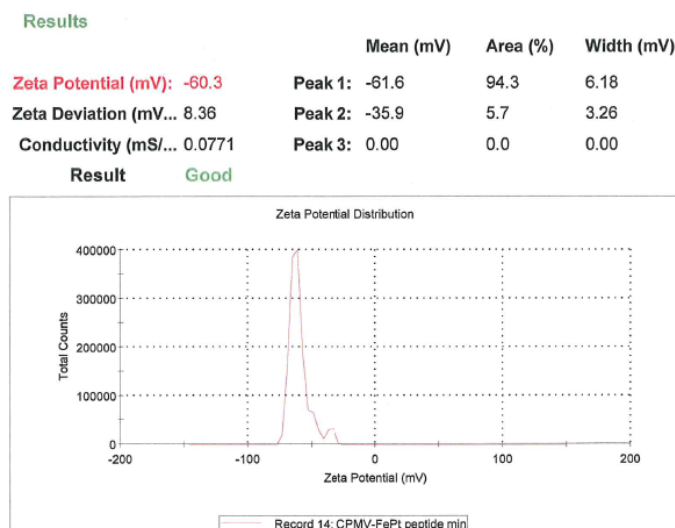 Results
Mean (mV) Area (%) Width (mV)
Zeta Potential (mV): -60.3 Peak 1: -61.6 94.3 6.18
Zeta Deviation (mV... 8.36 Peak 2: -35.9 5.7 3.26
Conductivity (mS/... 0.0771 Peak 3: 0.00 0.0 0.00
Result Good
Zeta Potential Distribution
400000
300000
200000
100000
0
Total Counts
-200 -100 0 100 200
Zeta Potential (mV)
Record 14: CPMV-FePt peptide min